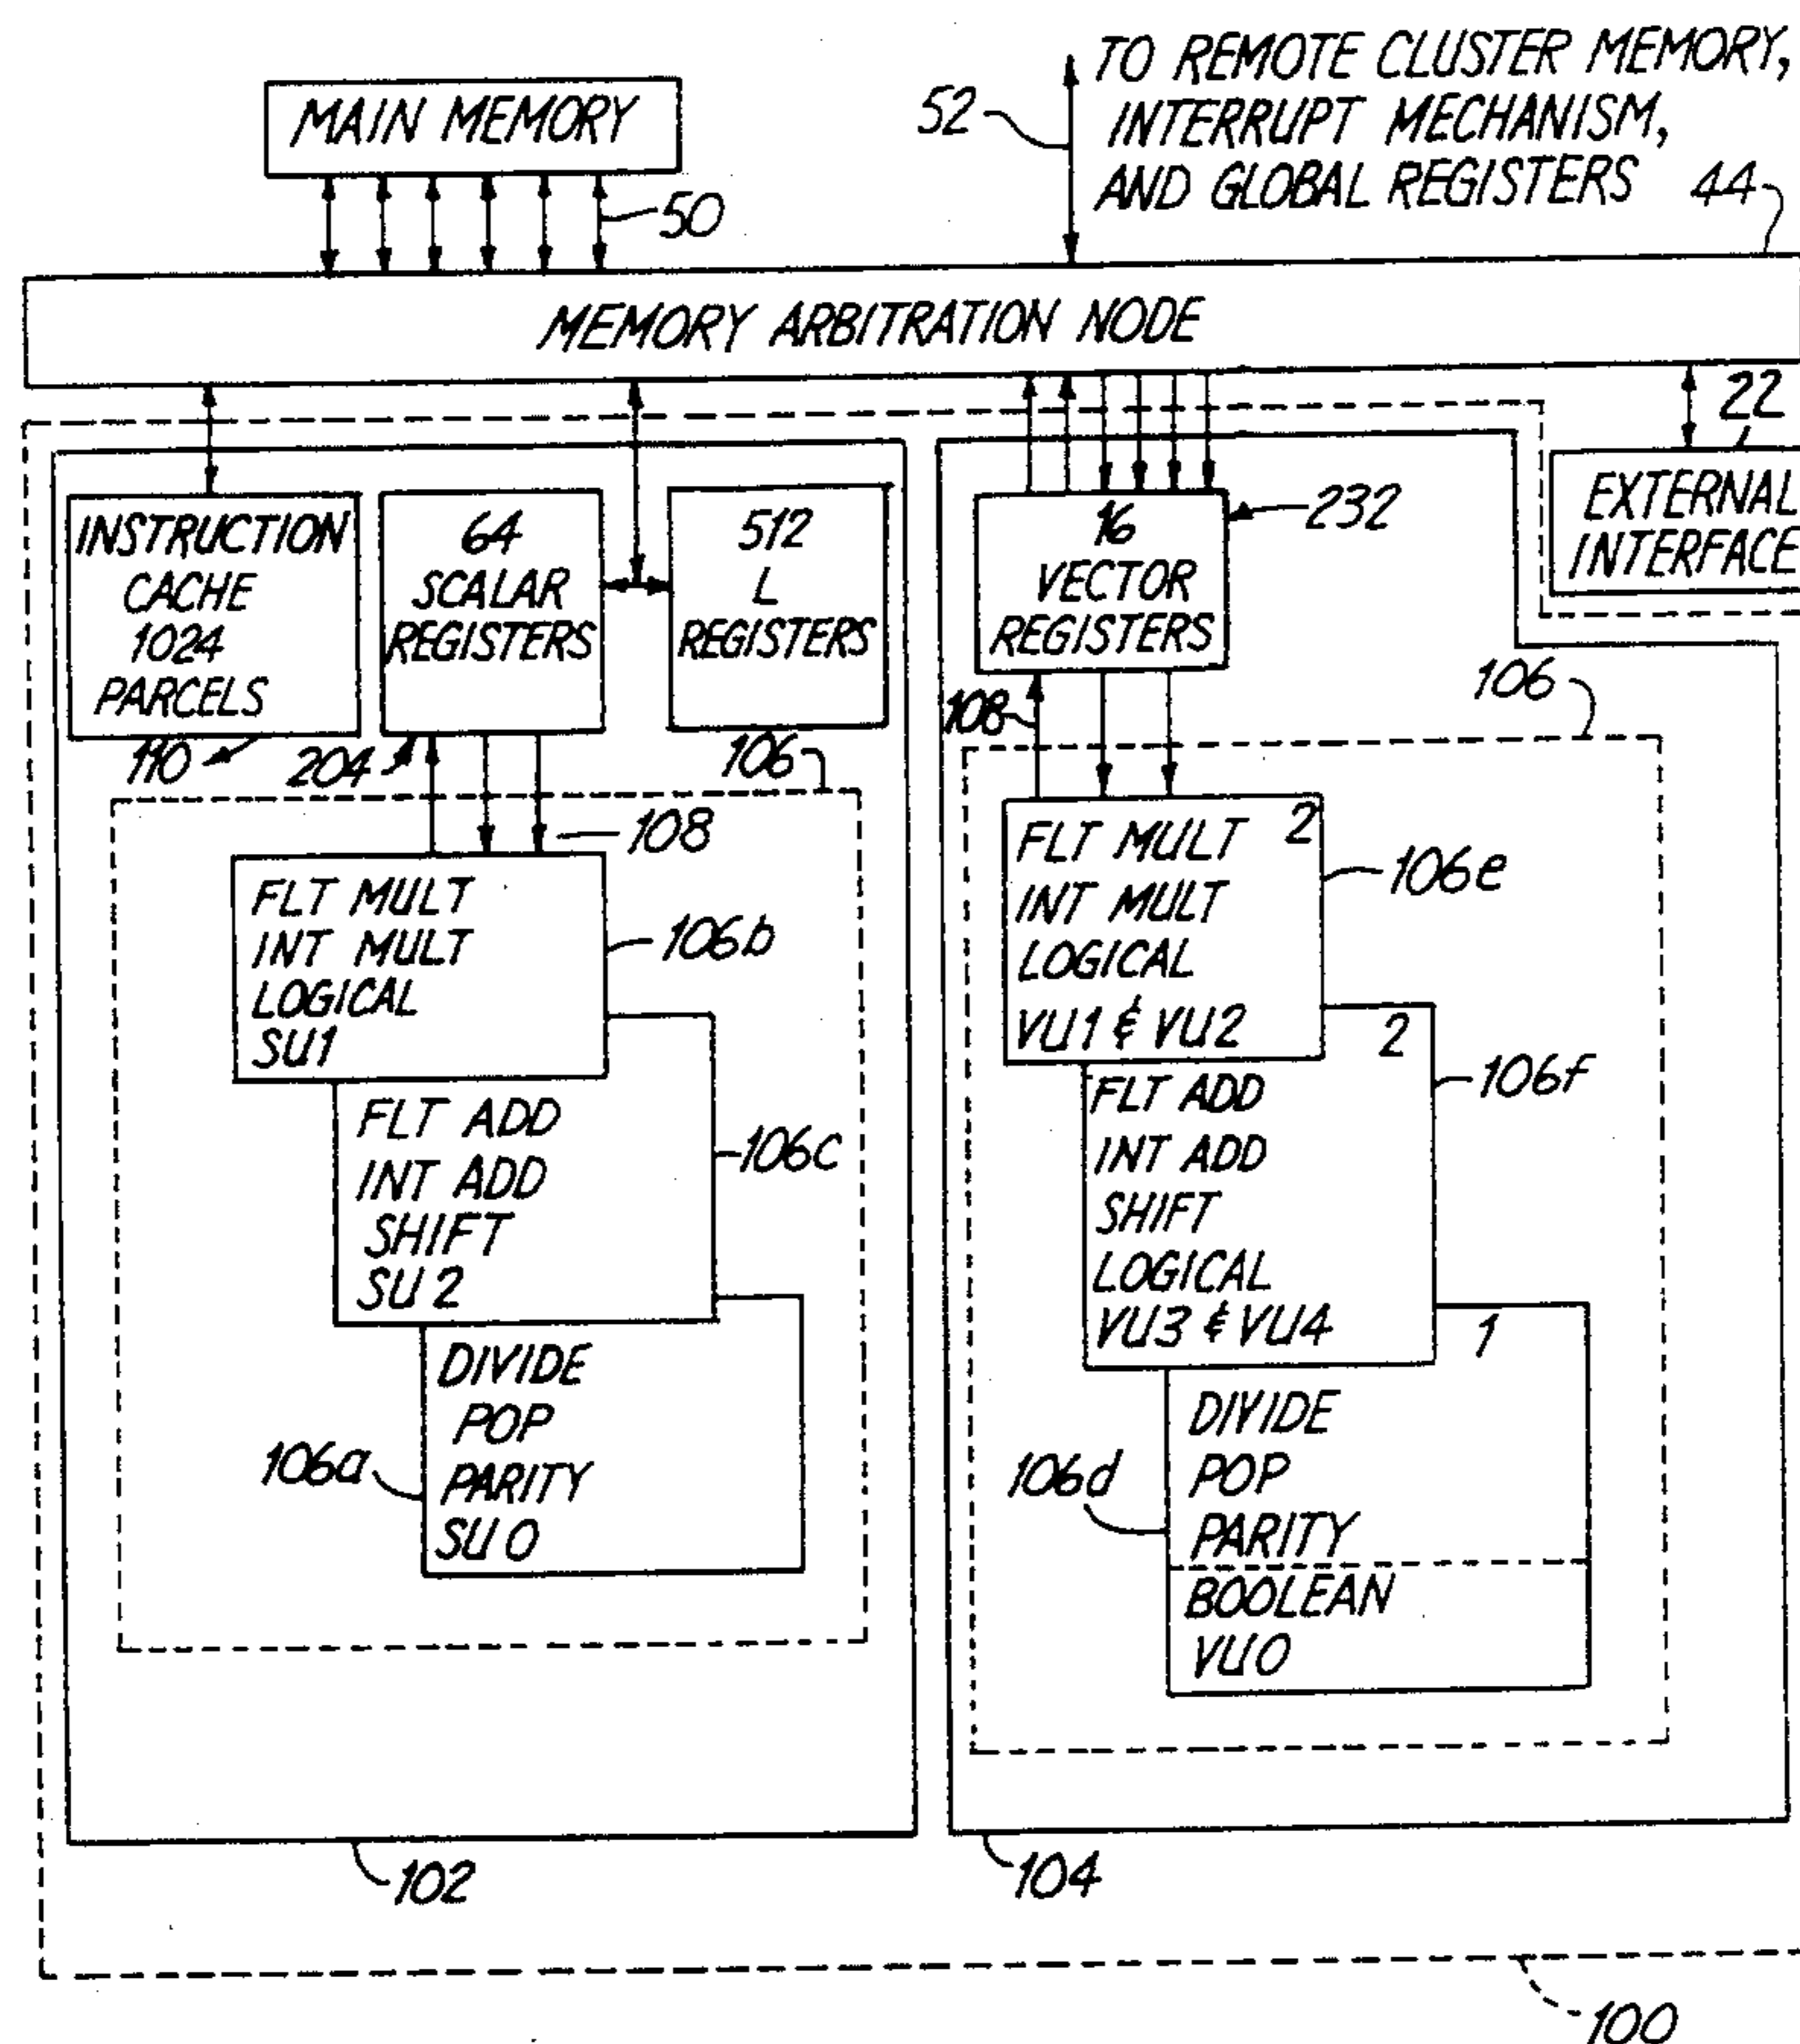 MAIN MEMORY
50
52
TO REMOTE CLUSTER MEMORY,
INTERRUPT MECHANISM,
AND GLOBAL REGISTERS
44
MEMORY ARBITRATION NODE
22
EXTERNAL
INTERFACE
INSTRUCTION
CACHE
1024
PARCELS
110
64
SCALAR
REGISTERS
204
512
L
REGISTERS
106
108
FLT MULT
INT MULT
LOGICAL
SU1
106b
FLT ADD
INT ADD
SHIFT
SU2
106c
DIVIDE
POP
PARITY
SU0
106a
102
16
VECTOR
REGISTERS
232
108
106
FLT MULT 2
INT MULT
LOGICAL
VU1 & VU2
106e
2
FLT ADD
INT ADD
SHIFT
LOGICAL
VU3 & VU4
106f
1
DIVIDE
POP
PARITY
BOOLEAN
VU0
106d
104
100